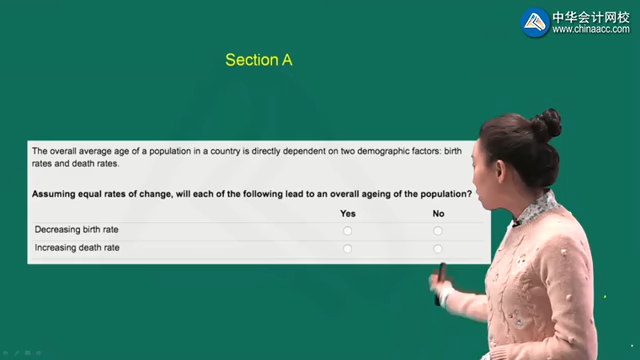 中华会计网校
www.chinaacc.com
Section A
The overall average age of a population in a country is directly dependent on two demographic factors: birth
rates and death rates.
Assuming equal rates of change, will each of the following lead to an overall ageing of the population?
Yes No
Decreasing birth rate
Increasing death rate